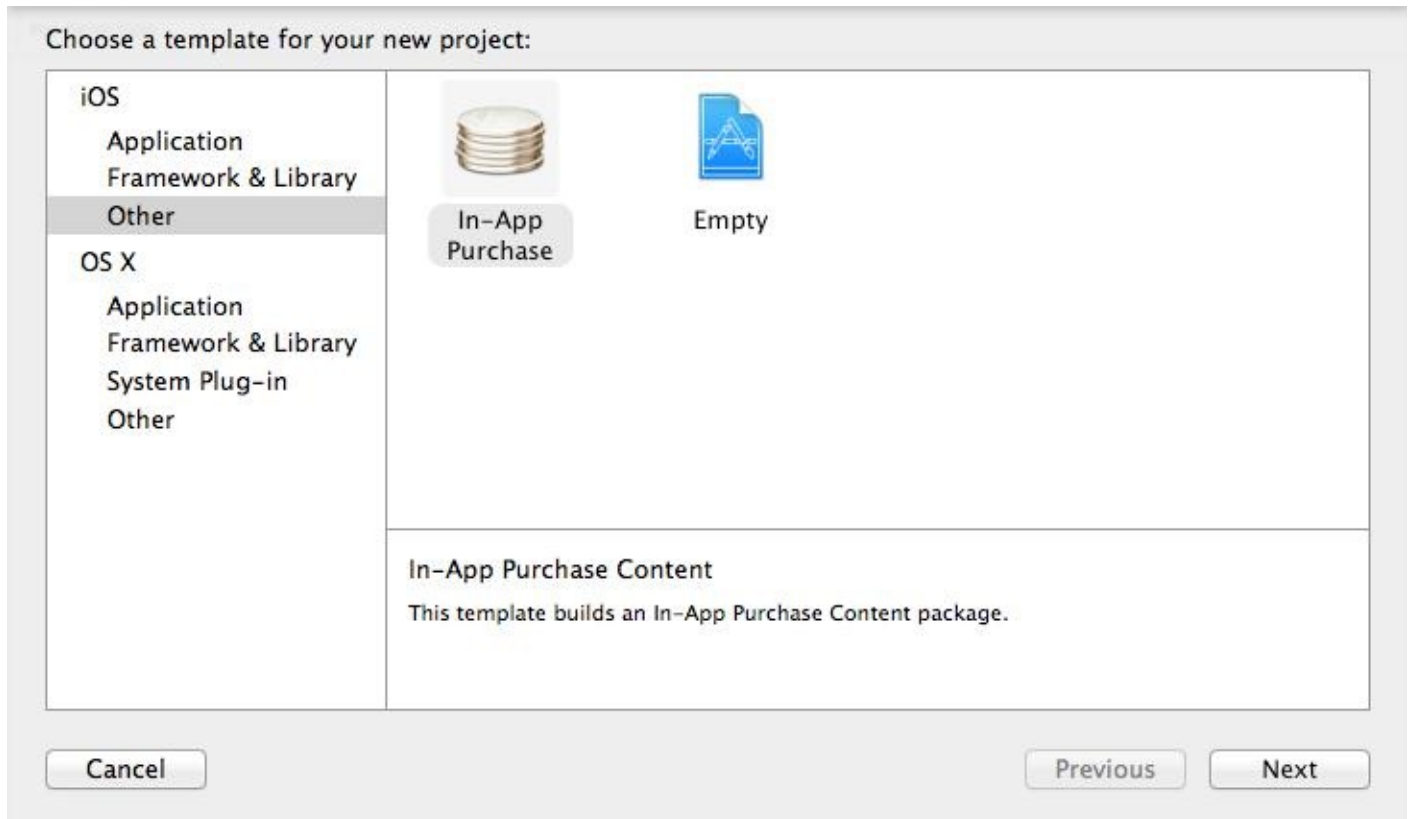 Choose a template for your new project:
iOS
Application
Framework & Library
Other
OS X
Application
Framework & Library
System Plug-in
Other
In-App
Purchase
Empty
In-App Purchase Content
This template builds an In-App Purchase Content package.
Cancel
Previous
Next